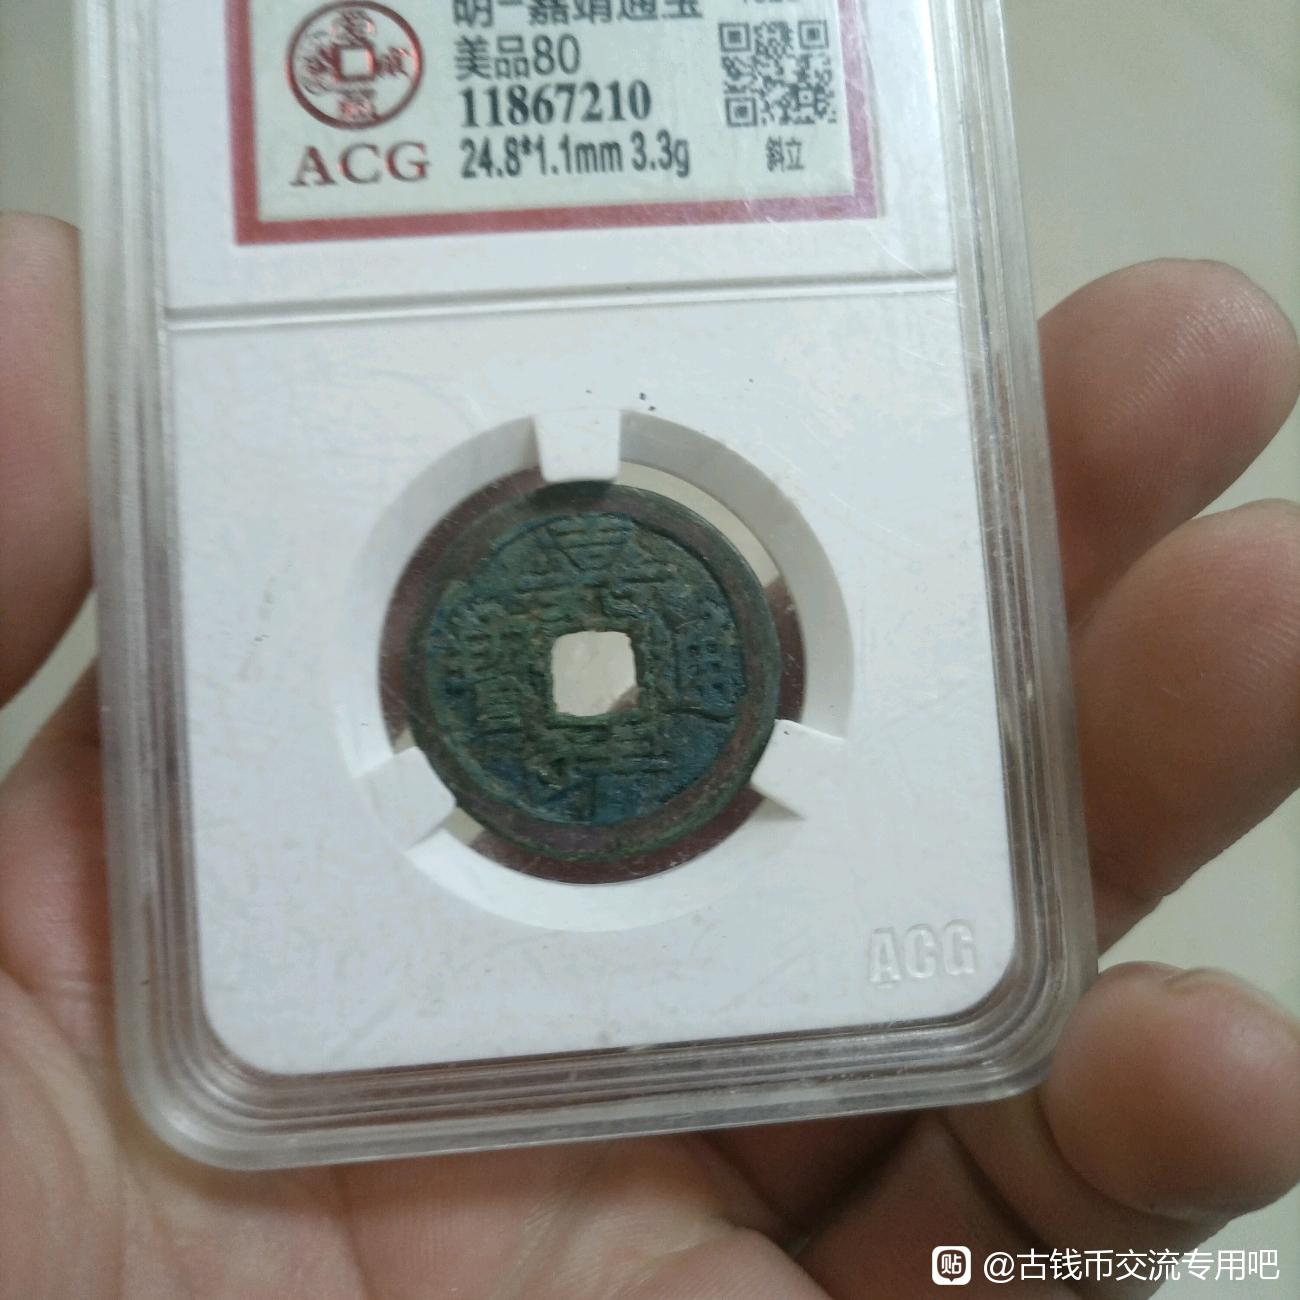 明-嘉靖通宝
美品80
11867210
24.8*1.1mm 3.3g
斜立
ACG
嘉靖通寶
ACG
@古钱币交流专用吧